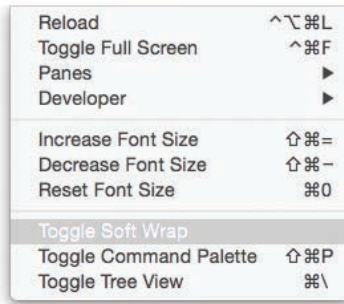 Reload ⌃⌥⌘L
Toggle Full Screen ⌃⌘F
Panes ▶
Developer ▶
Increase Font Size ⇧⌘=
Decrease Font Size ⇧⌘−
Reset Font Size ⌘0
Toggle Soft Wrap
Toggle Command Palette ⇧⌘P
Toggle Tree View ⌘\